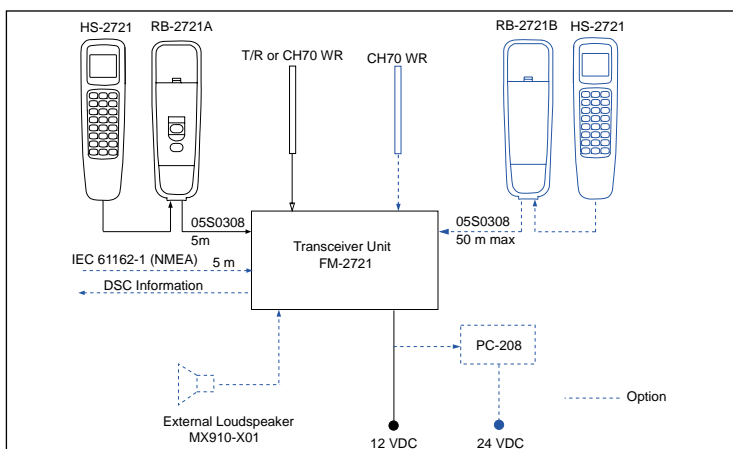 HS-2721
RB-2721A
T/R or CH70 WR
CH70 WR
RB-2721B
HS-2721
05S0308
5m
05S0308
50 m max
Transceiver Unit
FM-2721
IEC 61162-1 (NMEA)
5 m
DSC Information
PC-208
Option
External Loudspeaker
MX910-X01
12 VDC
24 VDC